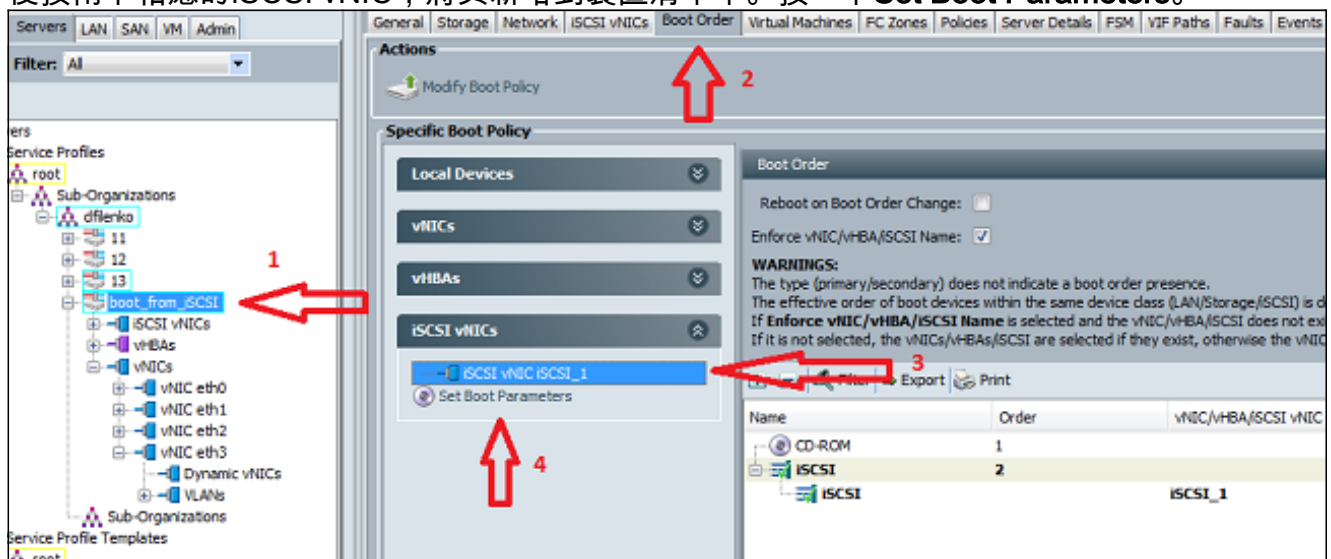 Set Boot Parameters
Servers LAN SAN VM Admin
Filter: All
Service Profiles
root
Sub-Organizations
dfilenko
11
12
13
1
boot_from_iSCSI
iSCSI vNICs
vHBAs
vNICs
vNIC eth0
vNIC eth1
vNIC eth2
vNIC eth3
Dynamic vNICs
VLANs
Sub-Organizations
Service Profile Templates
root
General Storage Network iSCSI vNICs Boot Order Virtual Machines FC Zones Policies Server Details FSM VIF Paths Faults Events
Actions
Modify Boot Policy
2
Specific Boot Policy
Local Devices
vNICs
vHBAs
iSCSI vNICs
iSCSI vNIC iSCSI_1
3
Set Boot Parameters
4
Boot Order
Reboot on Boot Order Change:
Enforce vNIC/vHBA/iSCSI Name:
WARNINGS:
The type (primary/secondary) does not indicate a boot order presence.
The effective order of boot devices within the same device class (LAN/Storage/iSCSI) is d
If Enforce vNIC/vHBA/iSCSI Name is selected and the vNIC/vHBA/iSCSI does not ex
If it is not selected, the vNICs/vHBAs/iSCSI are selected if they exist, otherwise the vNIC
Filter Export Print
Name Order vNIC/vHBA/iSCSI vNIC
CD-ROM 1
iSCSI 2
iSCSI iSCSI_1